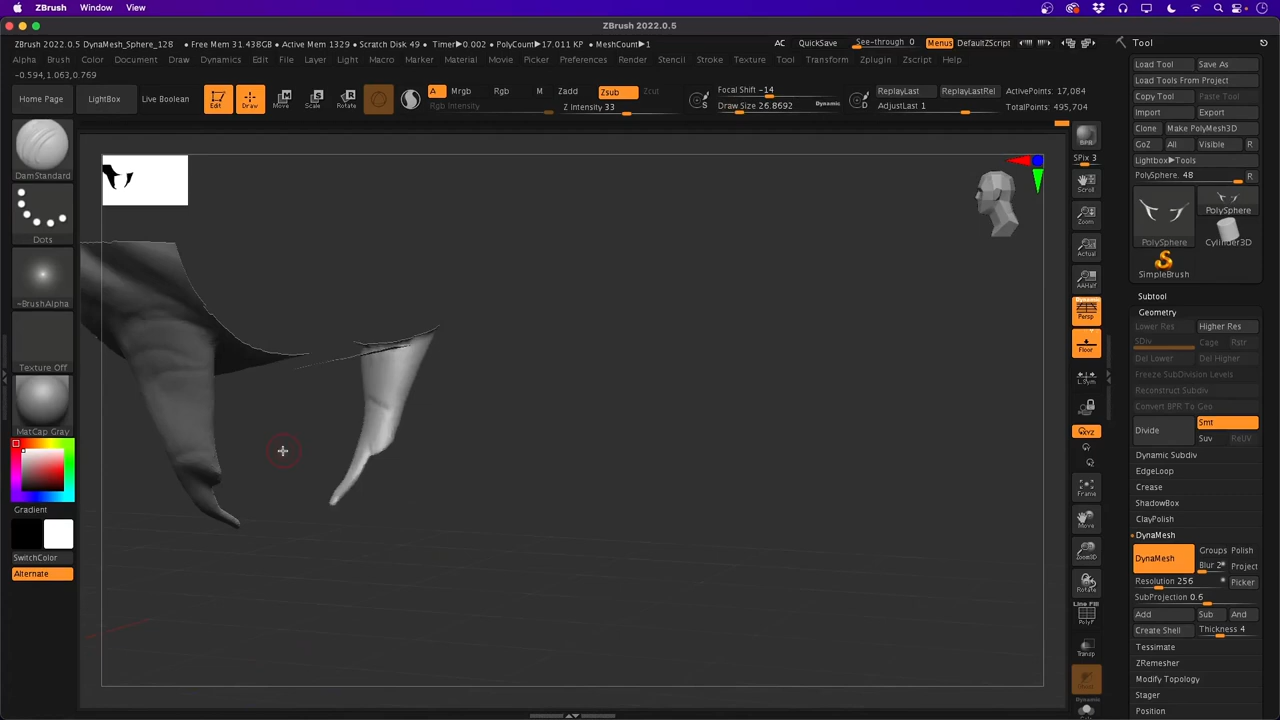 ZBrush Window View
ZBrush 2022.0.5
ZBrush 2022.0.5 DynaMesh_Sphere_128 • Free Mem 31.438GB • Active Mem 1329 • Scratch Disk 49 • Timer▶0.002 • PolyCount▶17.011 KP • MeshCount▶1 AC QuickSave See-through 0 Menus DefaultZScript
Alpha Brush Color Document Draw Dynamics Edit File Layer Light Macro Marker Material Movie Picker Preferences Render Stencil Stroke Texture Tool Transform Zplugin Zscript Help
-0.594,1.063,0.769
Home Page LightBox Live Boolean Edit Draw Move Scale Rotate A Mrgb Rgb M Zadd Zsub Zcut Focal Shift -14 ReplayLast ReplayLastRel ActivePoints: 17,084
Rgb Intensity Z Intensity 33 S Draw Size 26.8692 Dynamic D AdjustLast 1 TotalPoints: 495,704
DamStandard
Dots
~BrushAlpha
Texture Off
MatCap Gray
Gradient
SwitchColor
Alternate
BPR
SPix 3
Scroll
Zoom
Actual
AAHalf
Dynamic
Persp
Floor
L.Sym
XYZ
Frame
Move
Zoom3D
Rotate
Line Fill
PolyF
Transp
Dynamic
Tool
Load Tool Save As
Load Tools From Project
Copy Tool Paste Tool
Import Export
Clone Make PolyMesh3D
GoZ All Visible R
Lightbox▶Tools
PolySphere. 48 R
PolySphere PolySphere
Cylinder3D
SimpleBrush
Subtool
Geometry
Lower Res Higher Res
SDiv Cage Rstr
Del Lower Del Higher
Freeze SubDivision Levels
Reconstruct Subdiv
Convert BPR To Geo
Divide Smt
Suv ReUV
Dynamic Subdiv
EdgeLoop
Crease
ShadowBox
ClayPolish
DynaMesh
DynaMesh Groups Polish
Blur 2 Project
Resolution 256 Picker
SubProjection 0.6
Add Sub And
Create Shell Thickness 4
Tessimate
ZRemesher
Modify Topology
Stager
Position